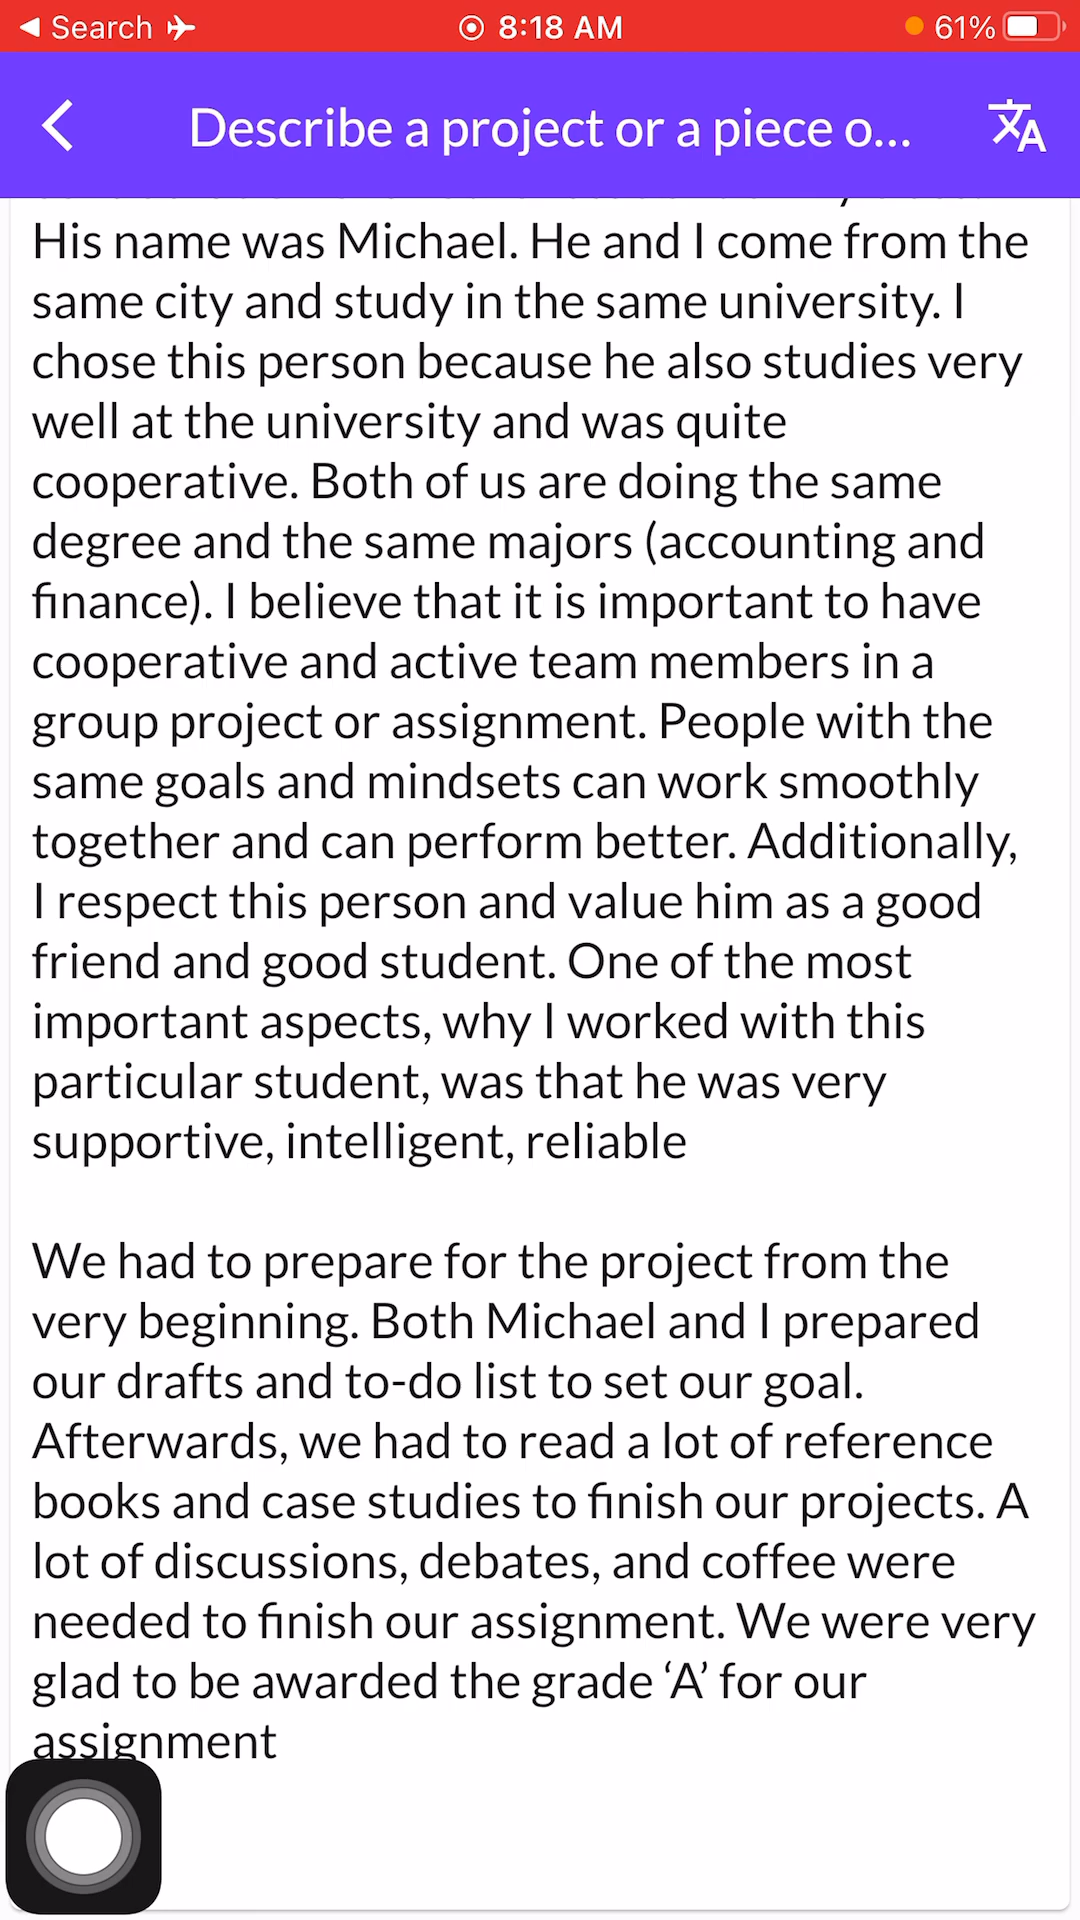 Search
8:18 AM
61%
Describe a project or a piece o...
His name was Michael. He and I come from the
same city and study in the same university. I
chose this person because he also studies very
well at the university and was quite
cooperative. Both of us are doing the same
degree and the same majors (accounting and
finance). I believe that it is important to have
cooperative and active team members in a
group project or assignment. People with the
same goals and mindsets can work smoothly
together and can perform better. Additionally,
I respect this person and value him as a good
friend and good student. One of the most
important aspects, why I worked with this
particular student, was that he was very
supportive, intelligent, reliable
We had to prepare for the project from the
very beginning. Both Michael and I prepared
our drafts and to-do list to set our goal.
Afterwards, we had to read a lot of reference
books and case studies to finish our projects. A
lot of discussions, debates, and coffee were
needed to finish our assignment. We were very
glad to be awarded the grade ‘A’ for our
assignment